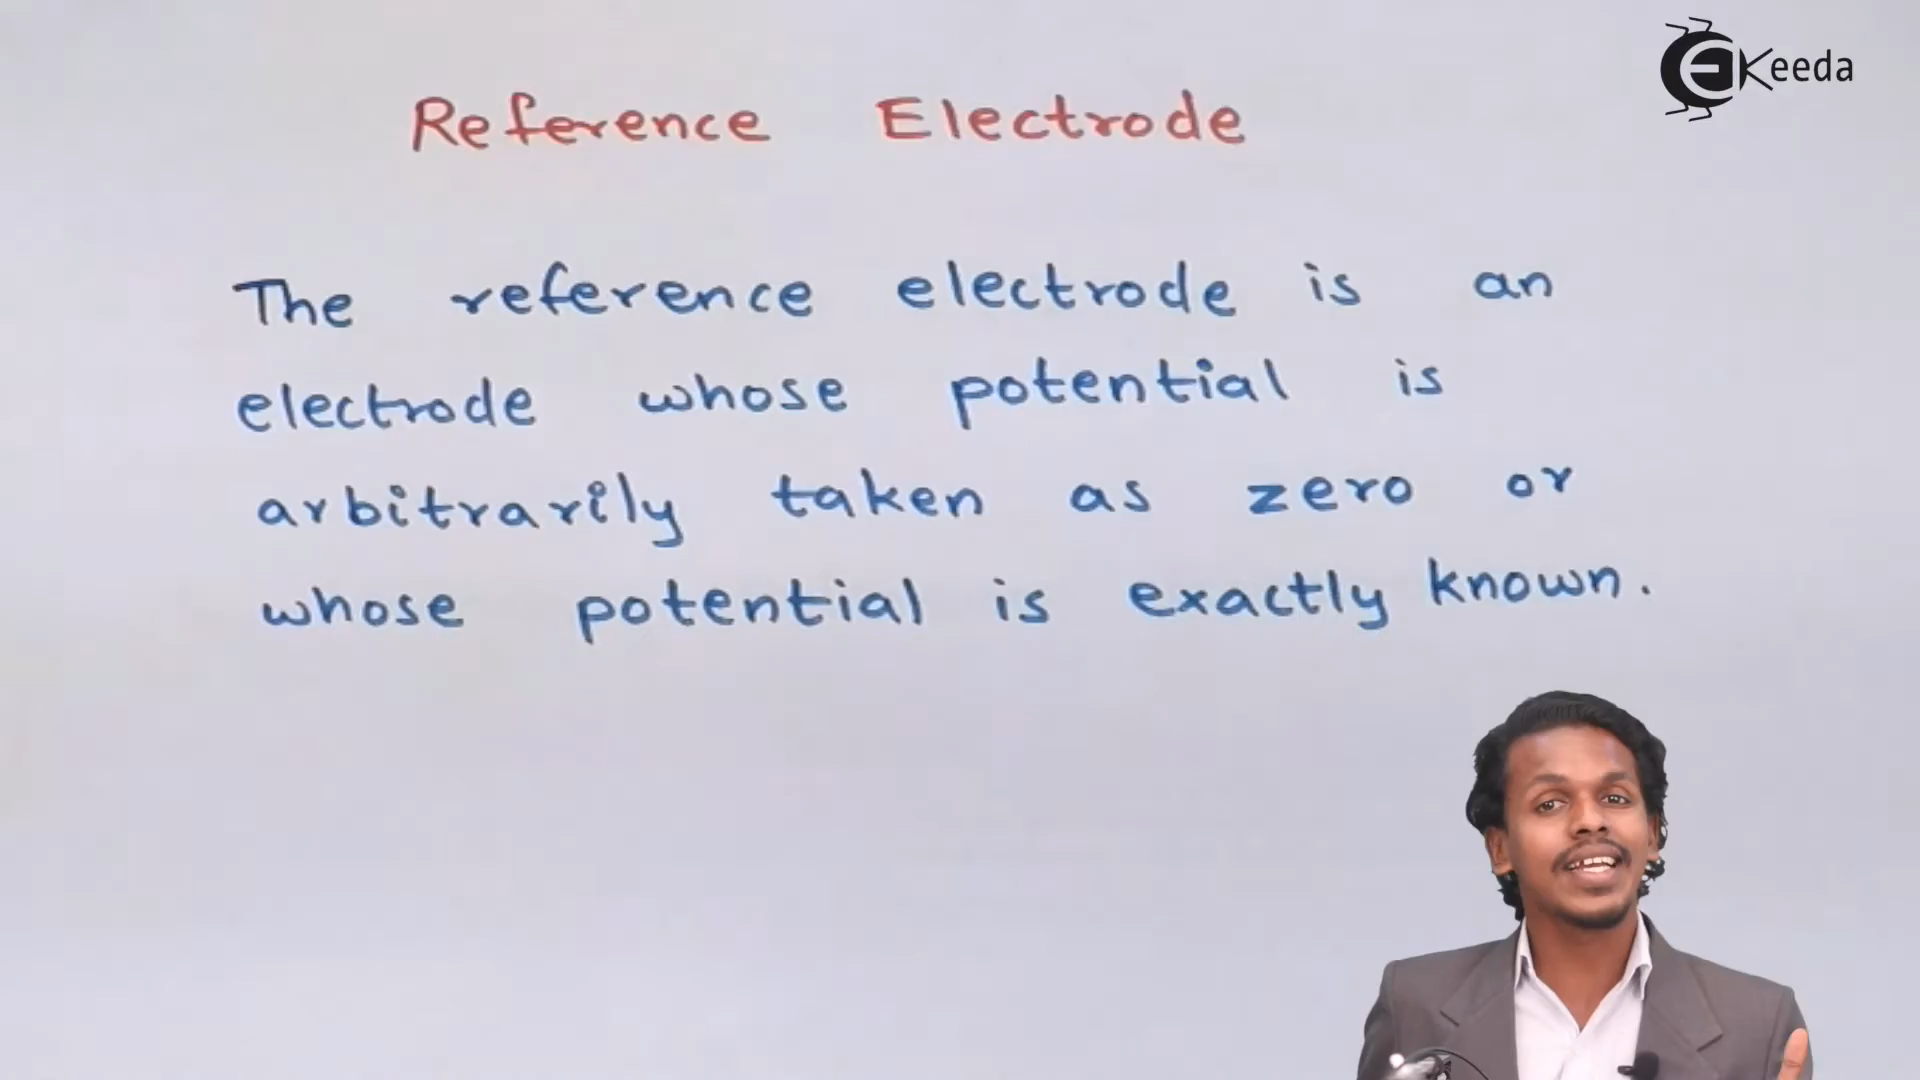 EKeeda
Reference Electrode
The reference electrode is an
electrode whose potential is
arbitrarily taken as zero or
whose potential is exactly known.